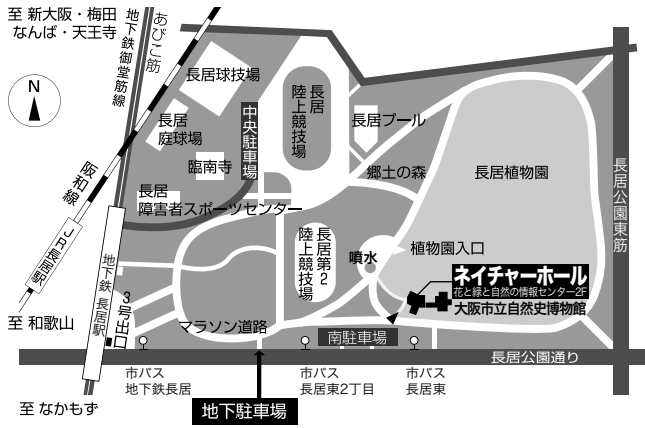 至 新大阪・梅田
なんば・天王寺
地下鉄御堂筋線
あびこ筋
N
長居球技場
長居
庭球場
臨南寺
中央駐車場
長居
陸上競技場
長居プール
郷土の森
長居植物園
長居公園東筋
阪和線
長居
障害者スポーツセンター
JR長居駅
地下鉄 長居駅
3号出口
長居第2
陸上競技場
噴水
植物園入口
ネイチャーホール
花と緑と自然の情報センター2F
大阪市立自然史博物館
マラソン道路
南駐車場
至 和歌山
長居公園通り
市バス
地下鉄長居
市バス
長居東2丁目
市バス
長居東
至 なかもず
地下駐車場